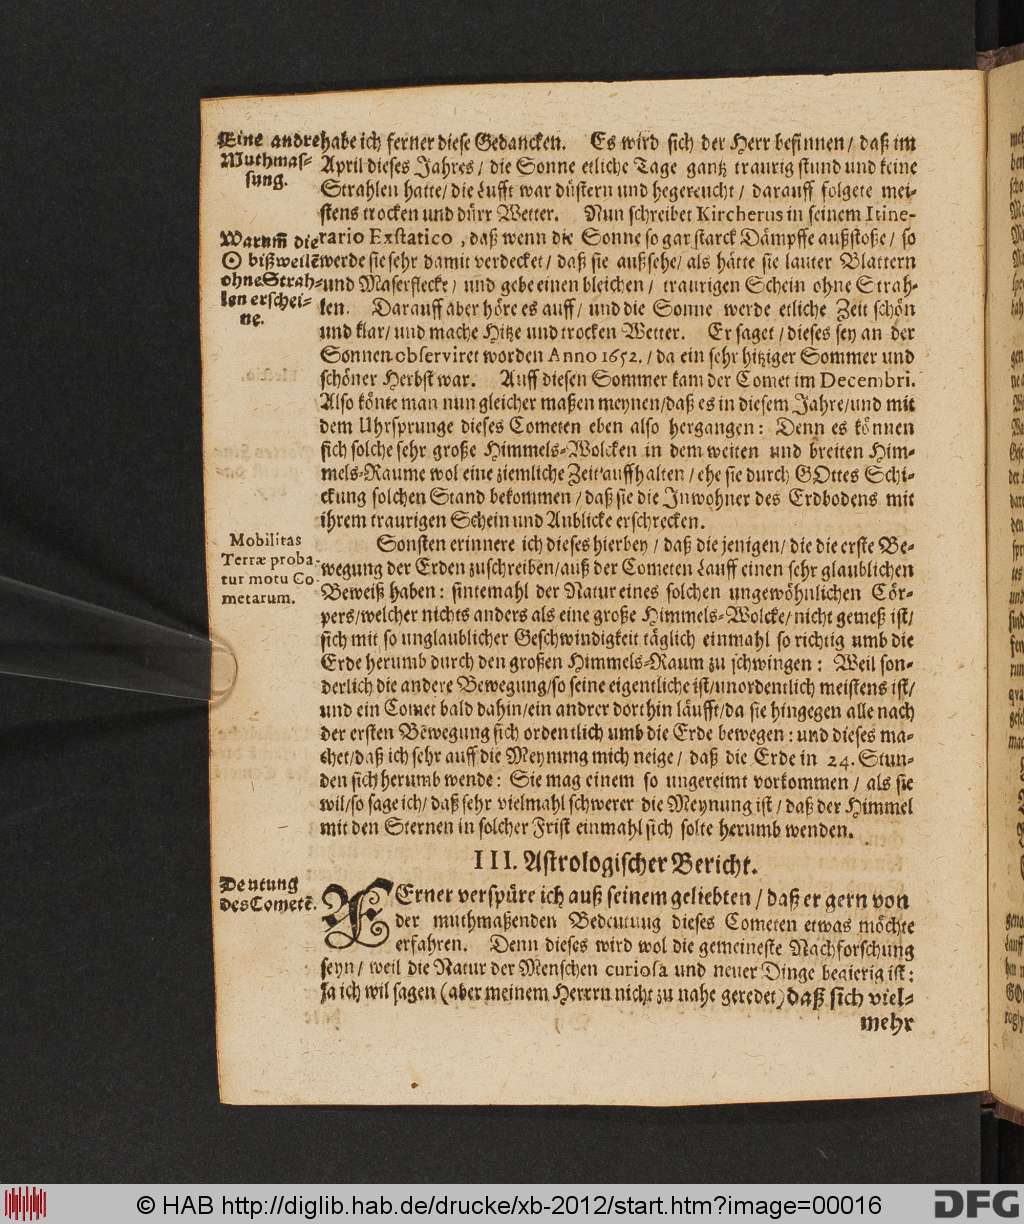 Eine andre
Muthmas-
sung.
habe ich ferner diese Gedancken. Es wird sich der Herr besinnen / daß im
April dieses Jahres / die Sonne etliche Tage gantz traurig stund und keine
Strahlen hatte / die Lufft war düstern und hegereucht / darauff folgete mei-
stens trocken und dürr Wetter. Nun schreibet Kircherus in seinem Itine-
Warum̃ die
☉ bißweilẽ
ohne Strah-
len erschei-
ne.
rario Exstatico, daß wenn die Sonne so gar starck Dämpffe außstoße / so
werde sie sehr damit verdecket / daß sie außsehe / als hätte sie lauter Blattern
und Maserflecke / und gebe einen bleichen / traurigen Schein ohne Strah-
len. Darauff aber höre es auff / und die Sonne werde etliche Zeit schön
und klar / und mache Hitze und trocken Wetter. Er saget / dieses sey an der
Sonnen observiret worden Anno 1652. / da ein sehr hitziger Sommer und
schöner Herbst war. Auff diesen Sommer kam der Comet im Decembri.
Also könte man nun gleicher maßen meynen / daß es in diesem Jahre / und mit
dem Uhrsprunge dieses Cometen eben also hergangen: Denn es können
sich solche sehr große Himmels-Wolcken in dem weiten und breiten Him-
mels-Raume wol eine ziemliche Zeit auffhalten / ehe sie durch GOttes Schi-
ckung solchen Stand bekommen / daß sie die Inwohner des Erdbodens mit
ihrem traurigen Schein und Anblicke erschrecken.
Mobilitas
Terræ proba-
tur motu Co-
metarum.
Sonsten erinnere ich dieses hierbey / daß die jenigen / die die erste Be-
wegung der Erden zuschreiben / auß der Cometen Lauff einen sehr glaublichen
Beweiß haben: sintemahl der Natur eines solchen ungewöhnlichen Cör-
pers / welcher nichts anders als eine große Himmels-Wolcke / nicht gemeß ist /
sich mit so unglaublicher Geschwindigkeit täglich einmahl so richtig umb die
Erde herumb durch den großen Himmels-Raum zu schwingen: Weil son-
derlich die andere Bewegung / so seine eigentliche ist / unordentlich meistens ist /
und ein Comet bald dahin / ein andrer dorthin läufft / da sie hingegen alle nach
der ersten Bewegung sich ordentlich umb die Erde bewegen: und dieses ma-
chet / daß ich sehr auff die Meynung mich neige / daß die Erde in 24. Stun-
den sich herumb wende: Sie mag einem so ungereimt vorkommen / als sie
wil / so sage ich / daß sehr vielmahl schwerer die Meynung ist / daß der Himmel
mit den Sternen in solcher Frist einmahl sich solte herumb wenden.
III. Astrologischer Bericht.
Deutung
des Cometẽ.
FErner verspüre ich auß seinem geliebten / daß er gern von
der muthmaßenden Bedeutung dieses Cometen etwas möchte
erfahren. Denn dieses wird wol die gemeineste Nachforschung
seyn / weil die Natur der Menschen curiosa und neuer Dinge begierig ist:
Ja ich wil sagen (aber meinem Herrrn nicht zu nahe geredet) daß sich viel-
mehr
© HAB http://diglib.hab.de/drucke/xb-2012/start.htm?image=00016
DFG